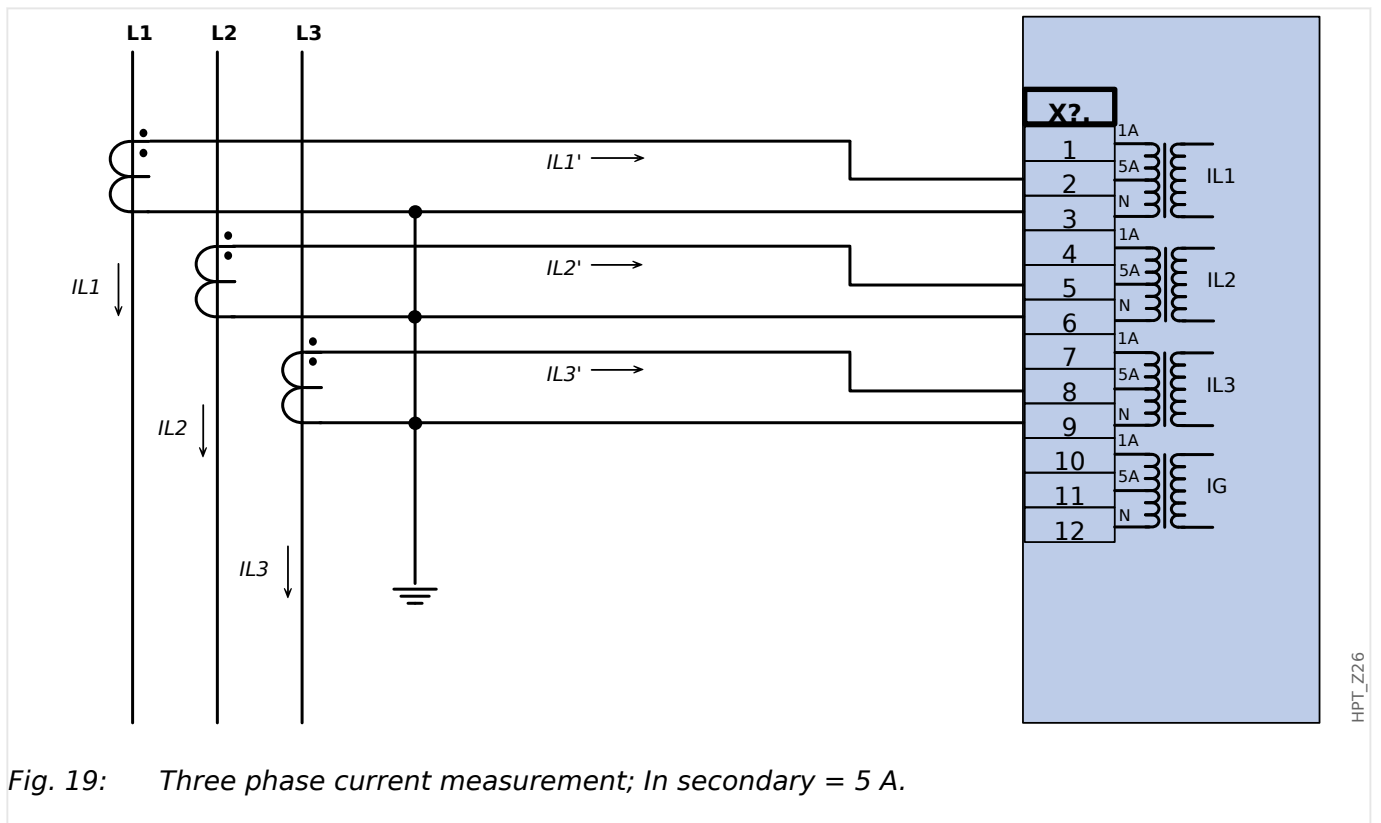 L1 L2 L3
X?.
1A
1
IL1'
5A
IL1
2
N
3
1A
4
IL2'
5A
IL2
IL1
5
N
6
1A
7
IL3'
5A
IL3
8
N
IL2
9
1A
10
5A
IG
11
N
12
IL3
HPT_Z26
Fig. 19: Three phase current measurement; In secondary = 5 A.